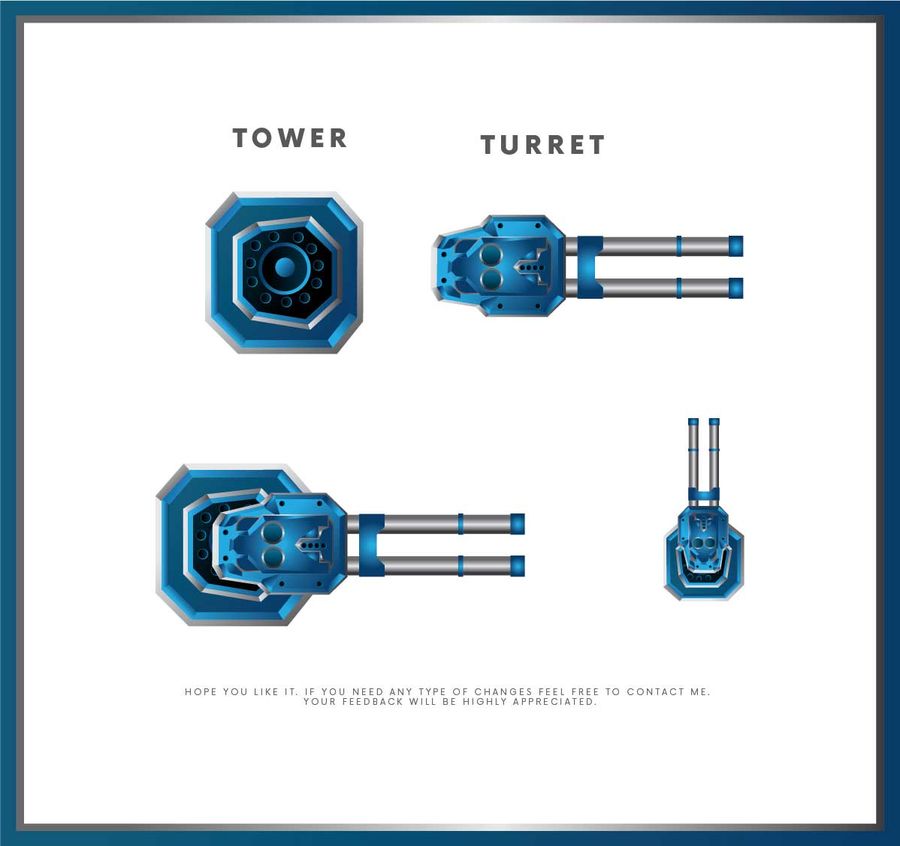 TOWER
TURRET
HOPE YOU LIKE IT. IF YOU NEED ANY TYPE OF CHANGES FEEL FREE TO CONTACT ME.
YOUR FEEDBACK WILL BE HIGHLY APPRECIATED.